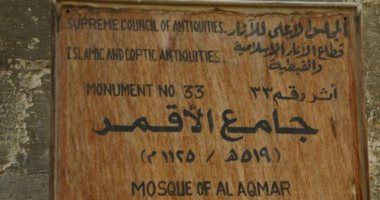 المجلس الأعلى للآثار
SUPREME COUNCIL OF ANTIQUITIES.
قطاع الآثار الإسلامية
ISLAMIC AND COPTIC ANTIQUITIES.
والقبطية
MONUMENT NO 33
أثر رقم ٣٣
جامع الأقمر
(٥١٩هـ / ١١٢٥م)
MOSQUE OF AL AQMAR